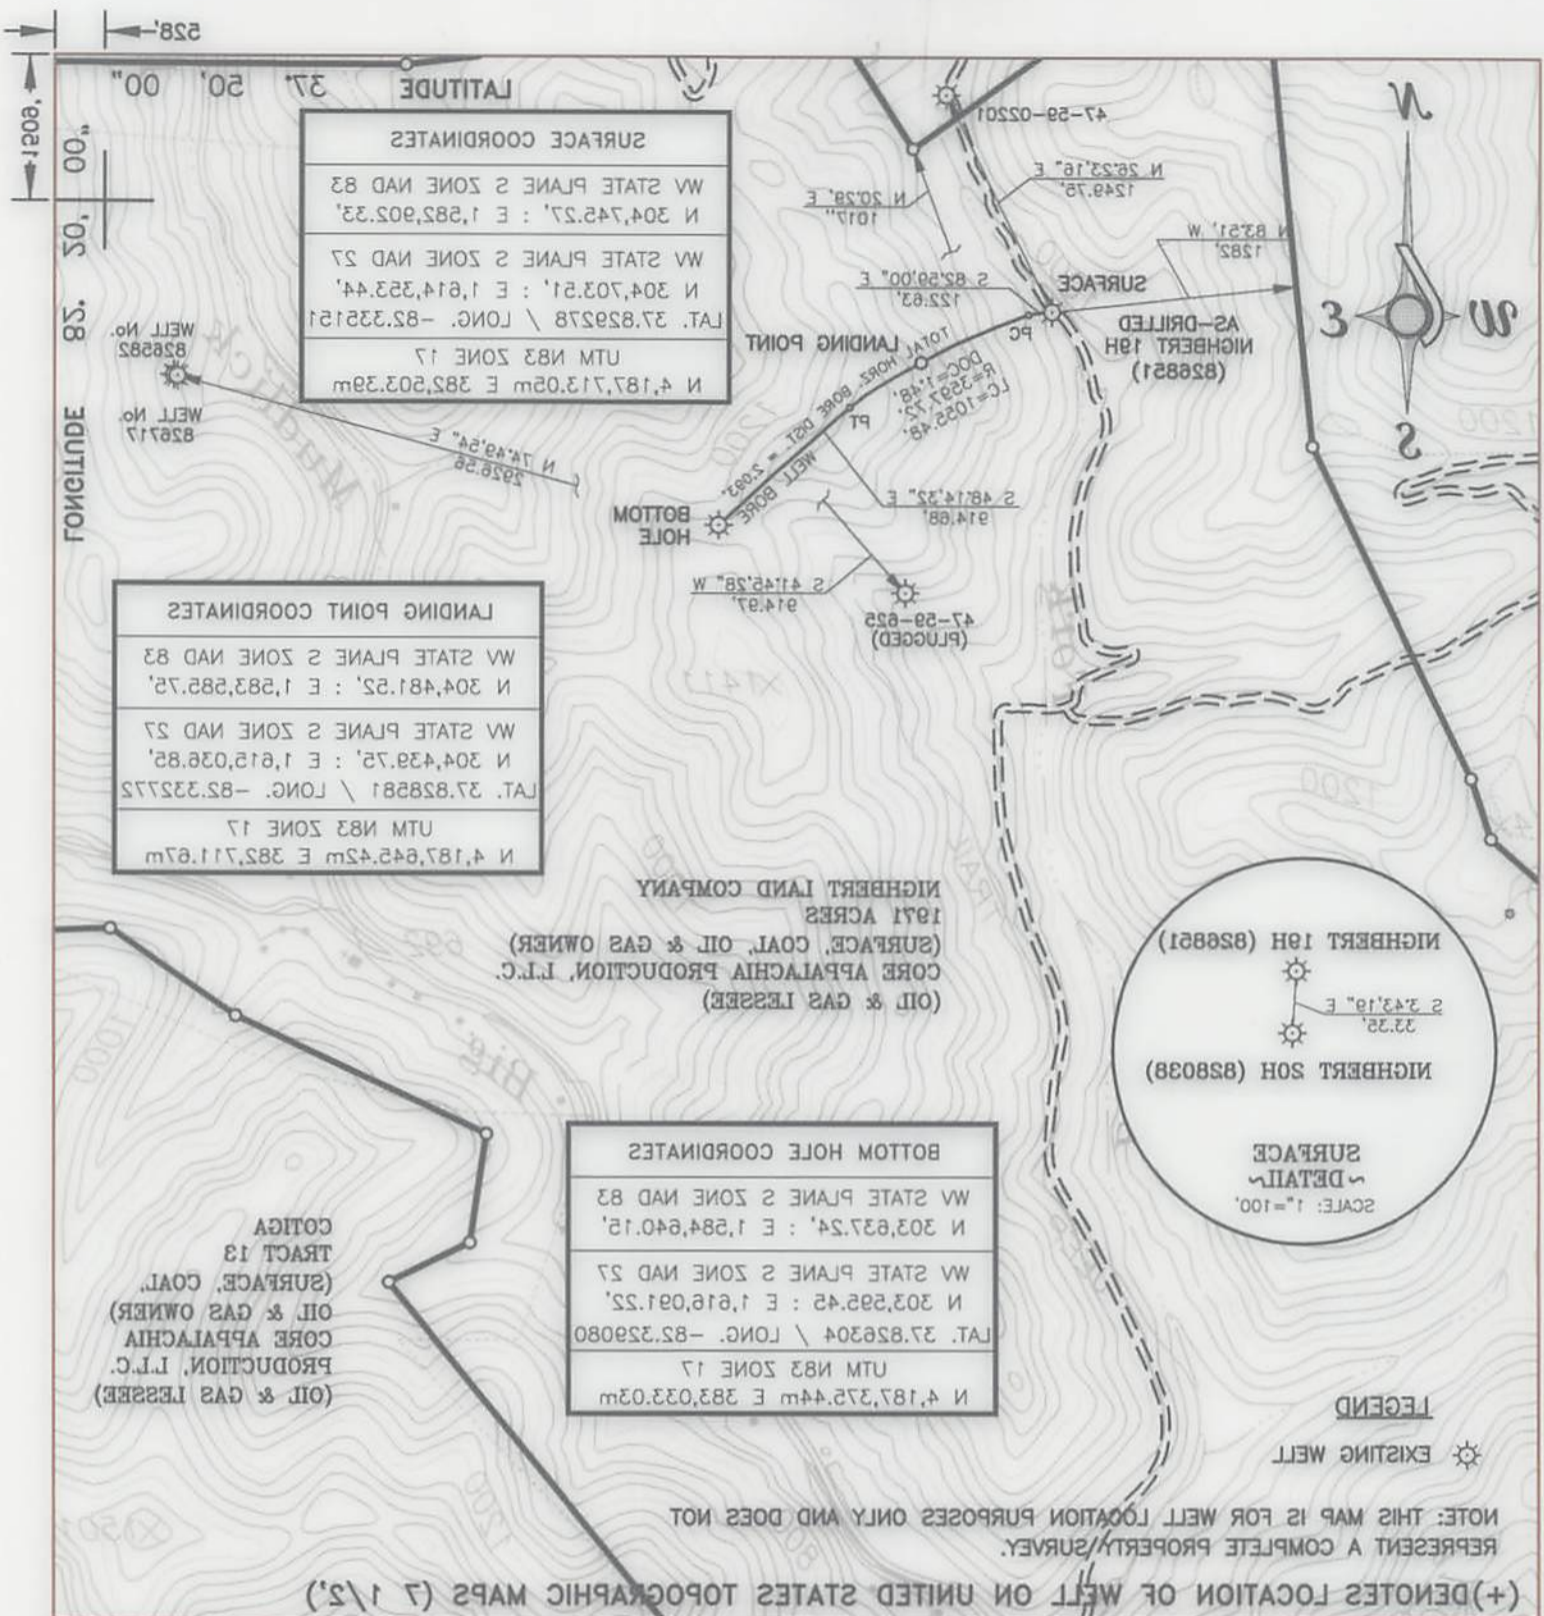 528'
1509'
LATITUDE 37° 50' 00"
LONGITUDE 82° 20' 00"
SURFACE COORDINATES
WV STATE PLANE S ZONE NAD 83
N 304,745.27' : E 1,582,902.33'
WV STATE PLANE S ZONE NAD 27
N 304,703.51' : E 1,614,353.44'
LAT. 37.829278 / LONG. -82.335151
UTM N83 ZONE 17
N 4,187,713.05m E 382,503.39m
47-59-02201
N 26°23'16" E
1249.75'
N 20°29' E
1017"
N 83°51' W
1282'
N
W
E
S
S 82°59'00" E
122.63'
SURFACE
AS-DRILLED
NIGHBERT 19H
(826851)
PC
LANDING POINT
DOC=1°48'
R=3597.72'
LC=1055.48'
PT
TOTAL HORZ. BORE DIST. = 2,093'
WELL BORE
WELL No.
826582
WELL No.
826717
N 74°49'54" E
2926.56
BOTTOM
HOLE
S 48°14'32" E
914.68'
S 41°45'28" W
914.97'
47-59-625
(PLUGGED)
Muncick
1200
1200
X1411
LANDING POINT COORDINATES
WV STATE PLANE S ZONE NAD 83
N 304,481.52' : E 1,583,585.75'
WV STATE PLANE S ZONE NAD 27
N 304,439.75' : E 1,615,036.85'
LAT. 37.828581 / LONG. -82.332772
UTM N83 ZONE 17
N 4,187,645.42m E 382,711.67m
TRAIL
NIGHBERT LAND COMPANY
1971 ACRES
(SURFACE, COAL, OIL & GAS OWNER)
CORE APPALACHIA PRODUCTION, L.L.C.
(OIL & GAS LESSEE)
692
1000
Big
NIGHBERT 19H (826851)
S 3°43'19" E
33.35'
NIGHBERT 20H (828038)
SURFACE
~DETAIL~
SCALE: 1"=100'
BOTTOM HOLE COORDINATES
WV STATE PLANE S ZONE NAD 83
N 303,637.24' : E 1,584,640.15'
WV STATE PLANE S ZONE NAD 27
N 303,595.45 : E 1,616,091.22'
LAT. 37.826304 / LONG. -82.329080
UTM N83 ZONE 17
N 4,187,375.44m E 383,033.03m
COTIGA
TRACT 13
(SURFACE, COAL,
OIL & GAS OWNER)
CORE APPALACHIA
PRODUCTION, L.L.C.
(OIL & GAS LESSEE)
LEGEND
EXISTING WELL
1200
NOTE: THIS MAP IS FOR WELL LOCATION PURPOSES ONLY AND DOES NOT
REPRESENT A COMPLETE PROPERTY SURVEY.
(+)DENOTES LOCATION OF WELL ON UNITED STATES TOPOGRAPHIC MAPS (7 1/2')